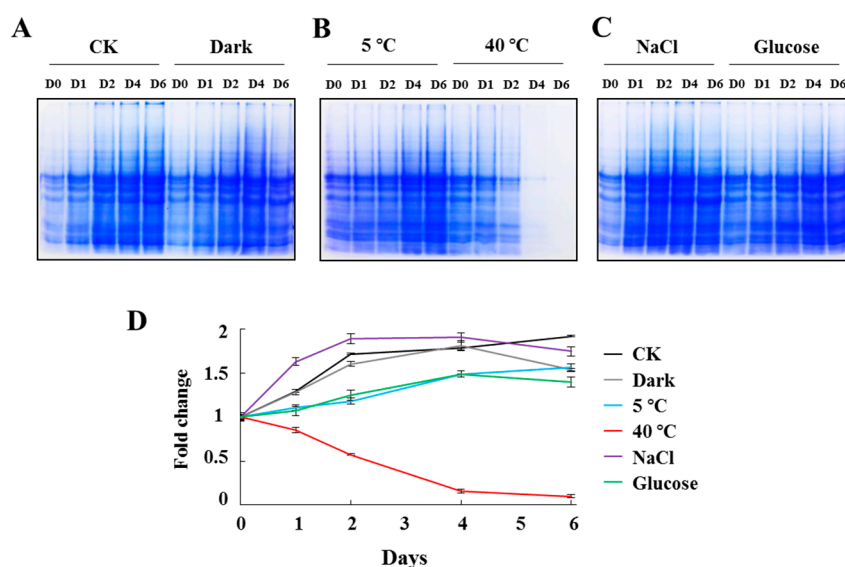 A
CK Dark
D0 D1 D2 D4 D6 D0 D1 D2 D4 D6
B
5 °C 40 °C
D0 D1 D2 D4 D6 D0 D1 D2 D4 D6
C
NaCl Glucose
D0 D1 D2 D4 D6 D0 D1 D2 D4 D6
D
Fold change
2
1.5
1
0.5
0
0 1 2 3 4 5 6
Days
CK
Dark
5 °C
40 °C
NaCl
Glucose